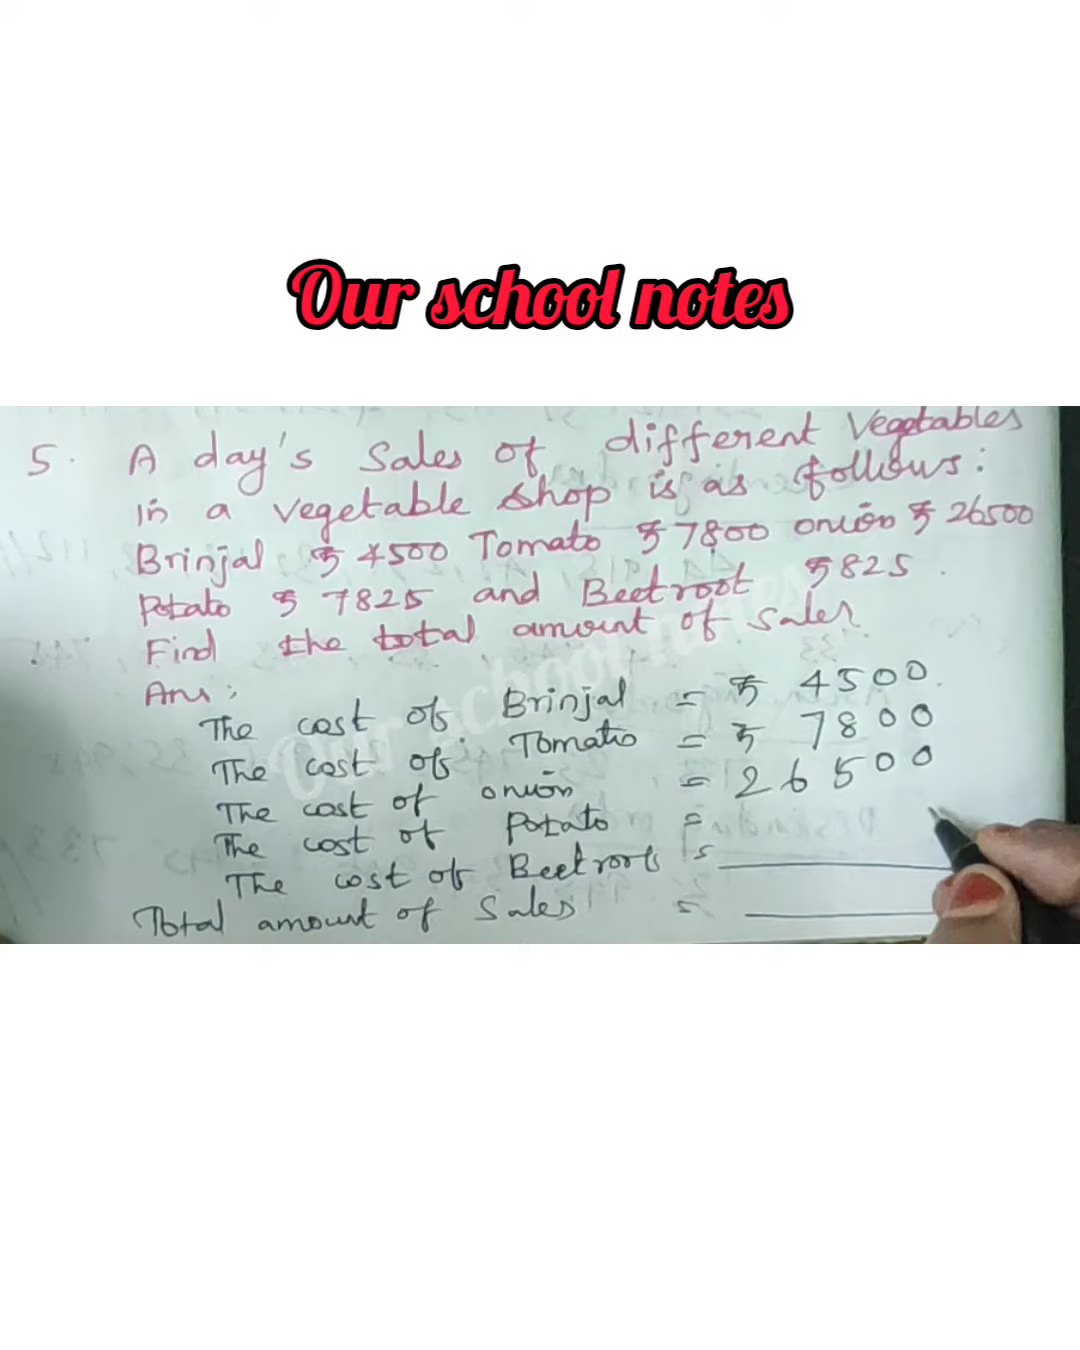 Our school notes
5. A day's Sales of different Vegetables
in a vegetable shop is as follows:
Brinjal ₹ 4500 Tomato ₹ 7800 onion ₹ 26500
Potato ₹ 7825 and Beetroot ₹825.
Find the total amount of sales
Ans:
The cost of Brinjal = ₹ 4500.
The cost of Tomato = ₹ 7800
The cost of onion = 26500
The cost of Potato =
The cost of Beetroots =
Total amount of Sales =